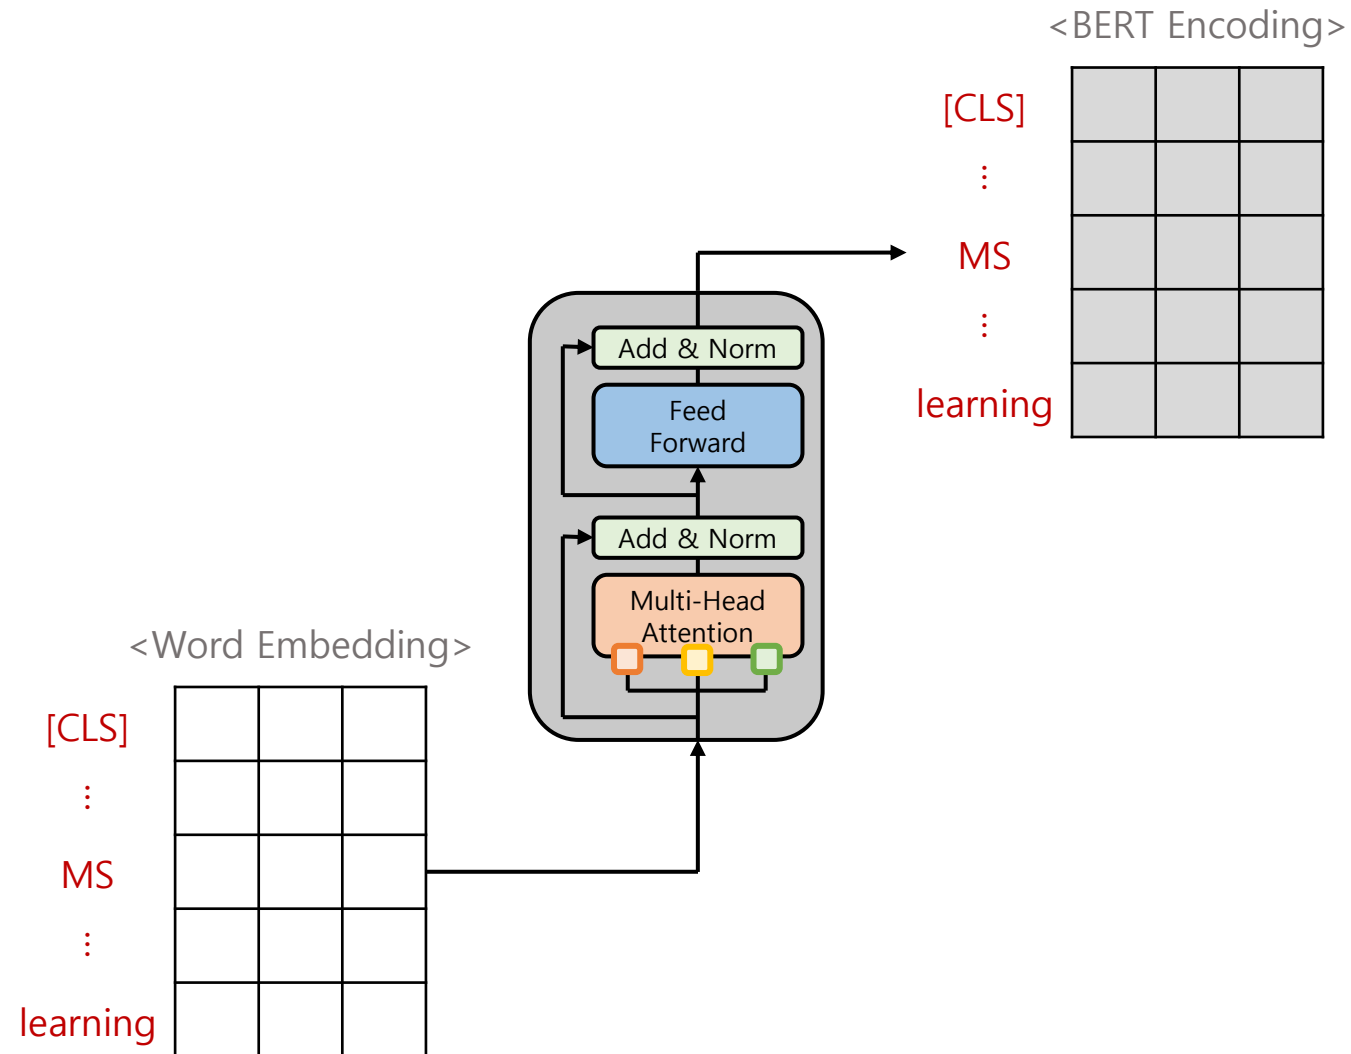 <BERT Encoding>
[CLS]
⋮
MS
⋮
learning
Add & Norm
Feed
Forward
Add & Norm
Multi-Head
Attention
<Word Embedding>
[CLS]
⋮
MS
⋮
learning